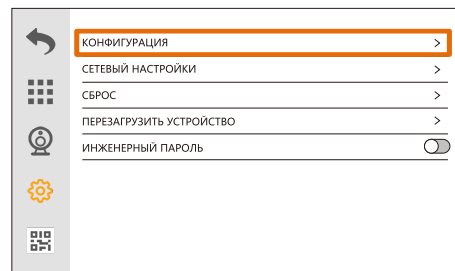 КОНФИГУРАЦИЯ
СЕТЕВЫЙ НАСТРОЙКИ
СБРОС
ПЕРЕЗАГРУЗИТЬ УСТРОЙСТВО
ИНЖЕНЕРНЫЙ ПАРОЛЬ